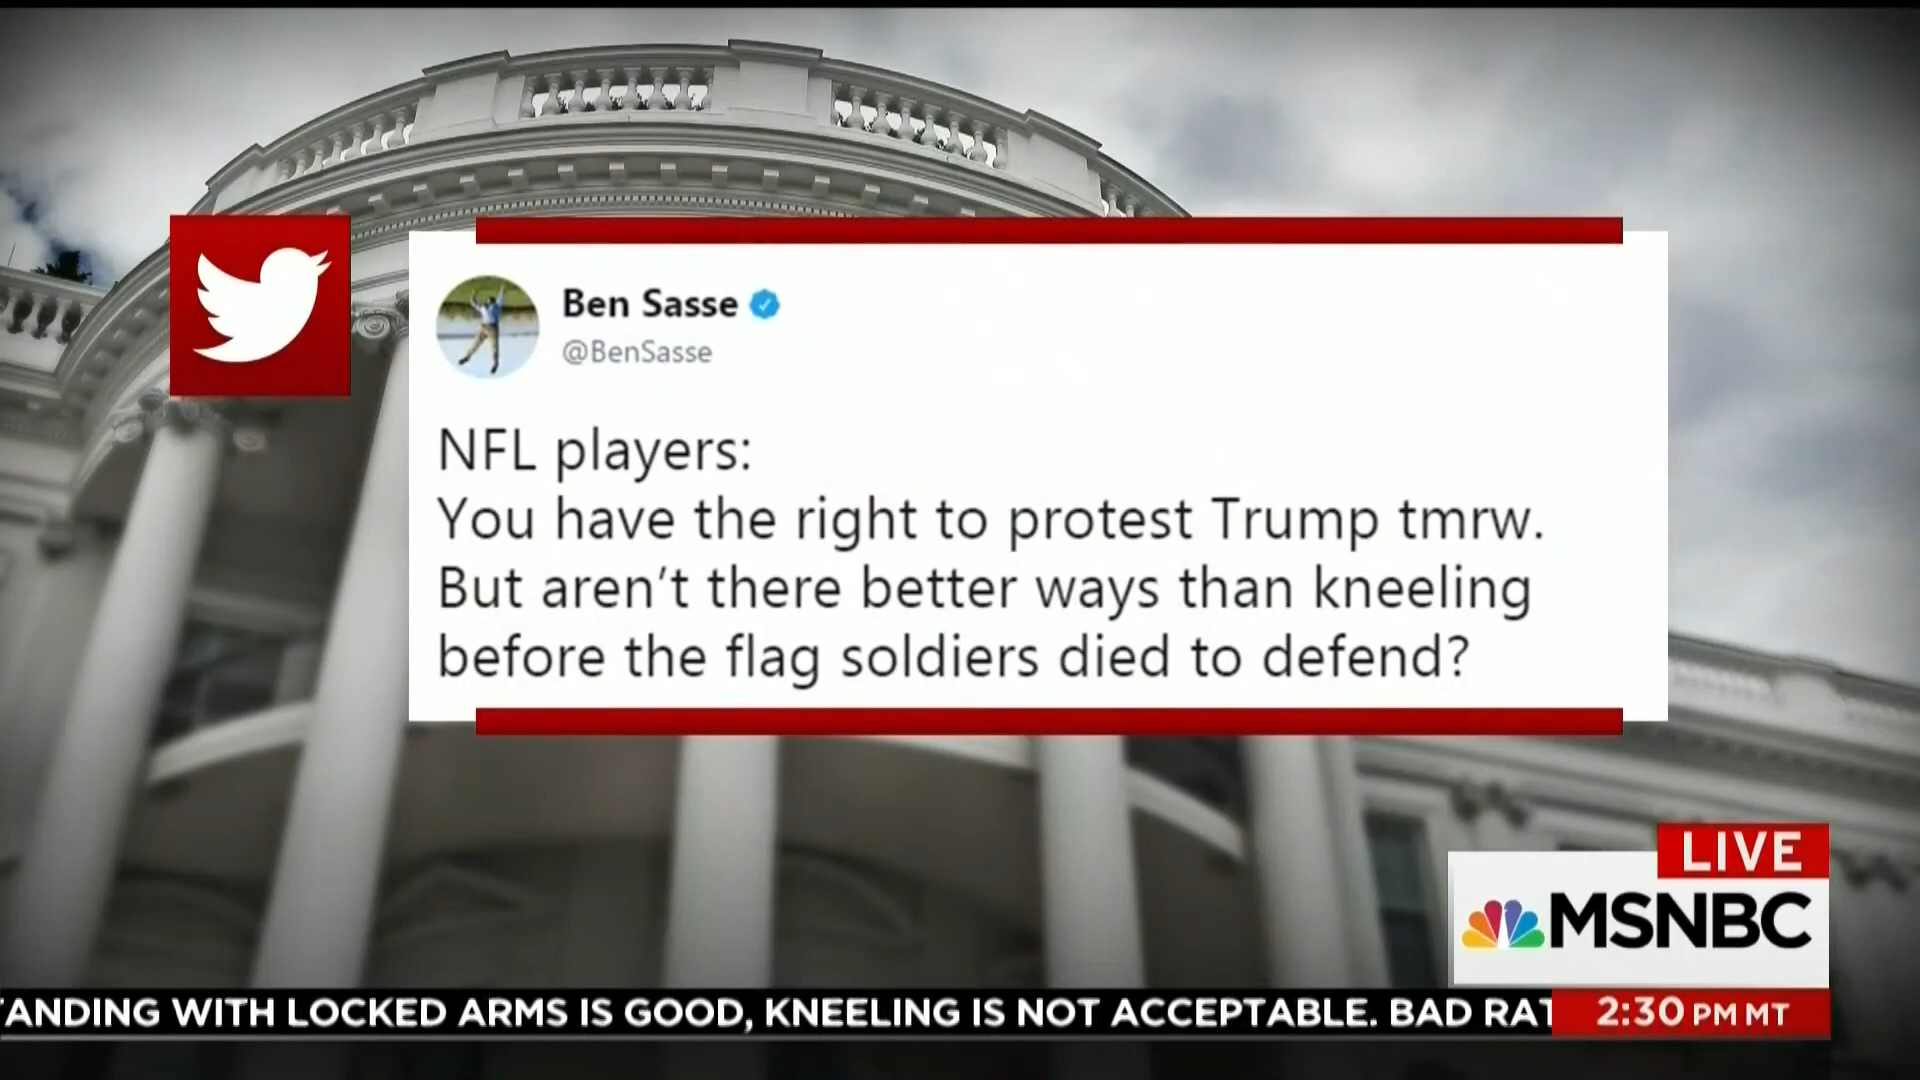 Ben Sasse
@BenSasse
NFL players:
You have the right to protest Trump tmrw.
But aren't there better ways than kneeling
before the flag soldiers died to defend?
LIVE
MSNBC
TANDING WITH LOCKED ARMS IS GOOD, KNEELING IS NOT ACCEPTABLE. BAD RAT
2:30 PM MT